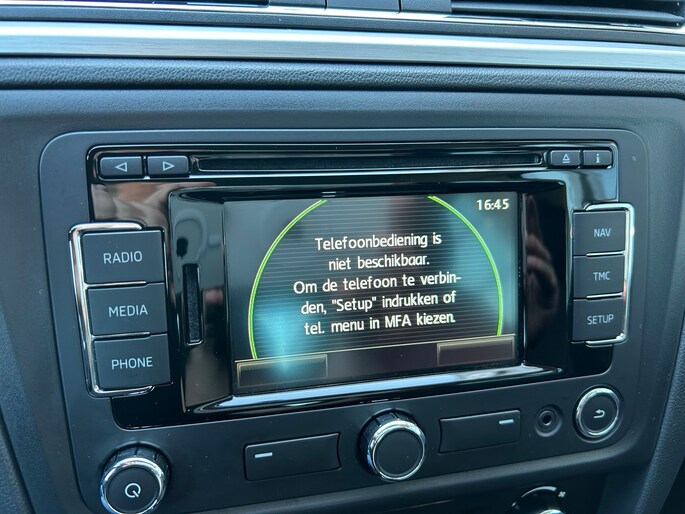 16:45
Telefoonbediening is
niet beschikbaar.
Om de telefoon te verbin-
den, "Setup" indrukken of
tel. menu in MFA kiezen.
RADIO
MEDIA
PHONE
i
NAV
TMC
SETUP